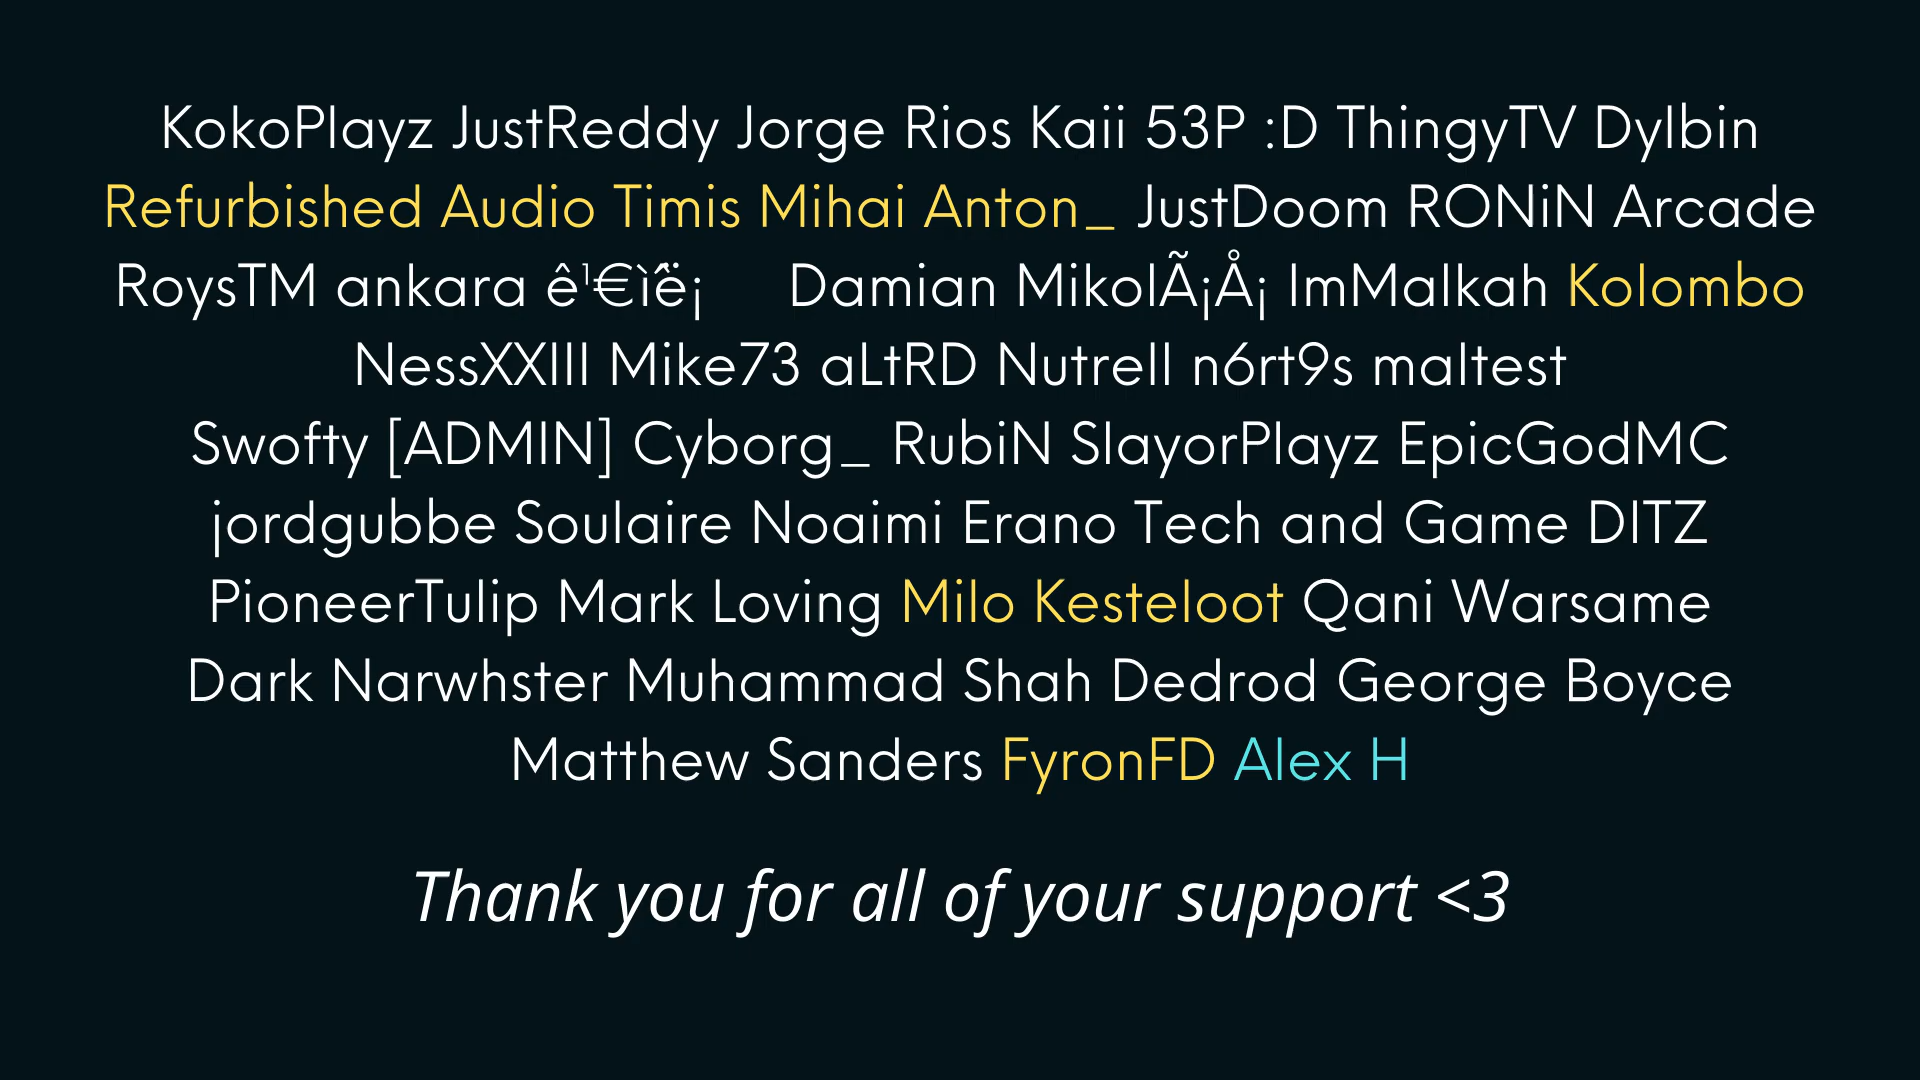 KokoPlayz JustReddy Jorge Rios Kaii 53P :D ThingyTV Dylbin
Refurbished Audio Timis Mihai Anton_ JustDoom RONiN Arcade
RoysTM ankara ê¹€ìë¡ Damian MikolÃ¡Å¡ ImMalkah Kolombo
NessXXIII Mike73 aLtRD Nutrell n6rt9s maltest
Swofty [ADMIN] Cyborg_ RubiN SlayorPlayz EpicGodMC
jordgubbe Soulaire Noaimi Erano Tech and Game DITZ
PioneerTulip Mark Loving Milo Kesteloot Qani Warsame
Dark Narwhster Muhammad Shah Dedrod George Boyce
Matthew Sanders FyronFD Alex H
Thank you for all of your support <3